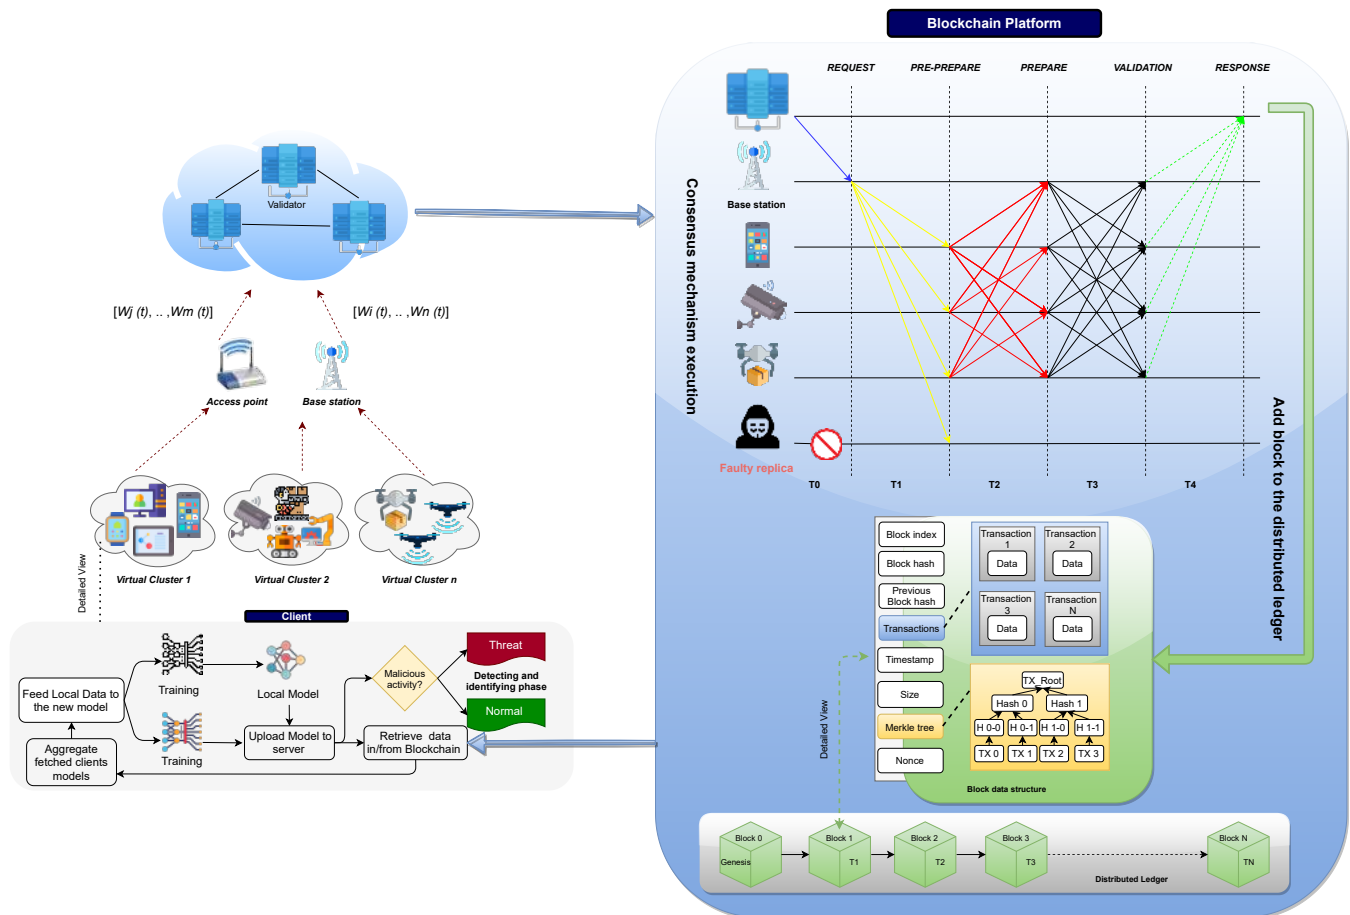 Blockchain Platform
REQUEST
PRE-PREPARE
PREPARE
VALIDATION
RESPONSE
Base station
Faulty replica
T0
T1
T2
T3
T4
Consensus mechanism execution
Add block to the distributed ledger
Validator
[Wj (t), .. ,Wm (t)]
[Wi (t), .. ,Wn (t)]
Access point
Base station
Virtual Cluster 1
Virtual Cluster 2
Virtual Cluster n
Detailed View
Client
Feed Local Data to
the new model
Aggregate
fetched clients
models
Training
Training
Local Model
Upload Model to
server
Malicious
activity?
Retrieve data
in/from Blockchain
Threat
Detecting and
identifying phase
Normal
Block index
Block hash
Previous
Block hash
Transactions
Timestamp
Size
Merkle tree
Nonce
Transaction
1
Data
Transaction
2
Data
Transaction
3
Data
Transaction
N
Data
TX_Root
Hash 0
Hash 1
H 0-0
H 0-1
H 1-0
H 1-1
TX 0
TX 1
TX 2
TX 3
Block data structure
Detailed View
Block 0
Genesis
Block 1
T1
Block 2
T2
Block 3
T3
Block N
TN
Distributed Ledger